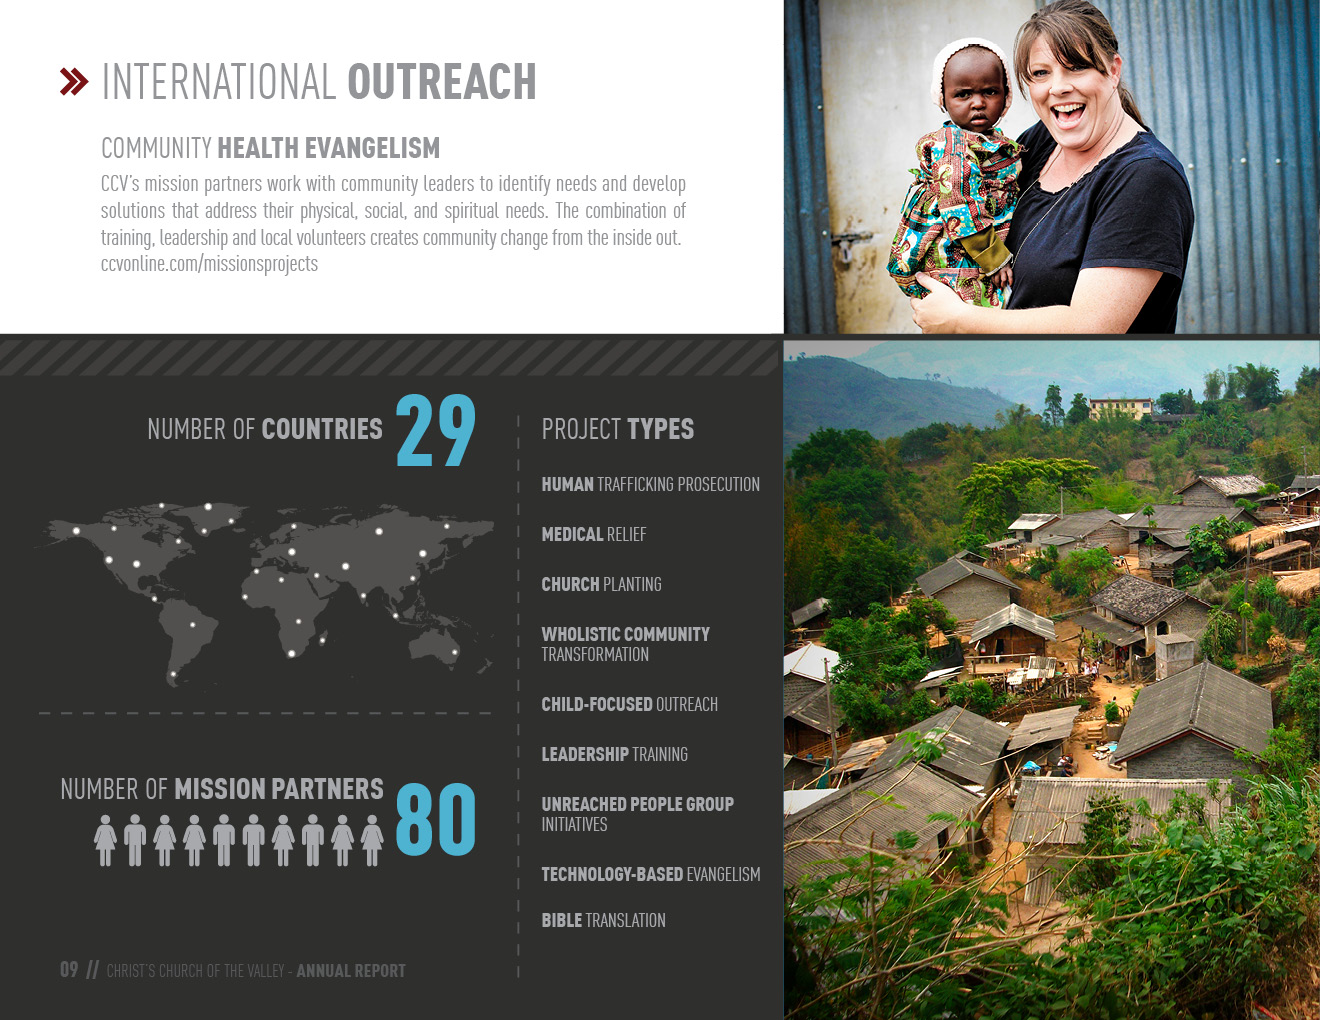 INTERNATIONAL OUTREACH
COMMUNITY HEALTH EVANGELISM
CCV's mission partners work with community leaders to identify needs and develop
solutions that address their physical, social, and spiritual needs. The combination of
training, leadership and local volunteers creates community change from the inside out.
ccvonline.com/missionsprojects
NUMBER OF COUNTRIES 29
NUMBER OF MISSION PARTNERS 80
PROJECT TYPES
HUMAN TRAFFICKING PROSECUTION
MEDICAL RELIEF
CHURCH PLANTING
WHOLISTIC COMMUNITY
TRANSFORMATION
CHILD-FOCUSED OUTREACH
LEADERSHIP TRAINING
UNREACHED PEOPLE GROUP
INITIATIVES
TECHNOLOGY-BASED EVANGELISM
BIBLE TRANSLATION
09 // CHRIST'S CHURCH OF THE VALLEY - ANNUAL REPORT